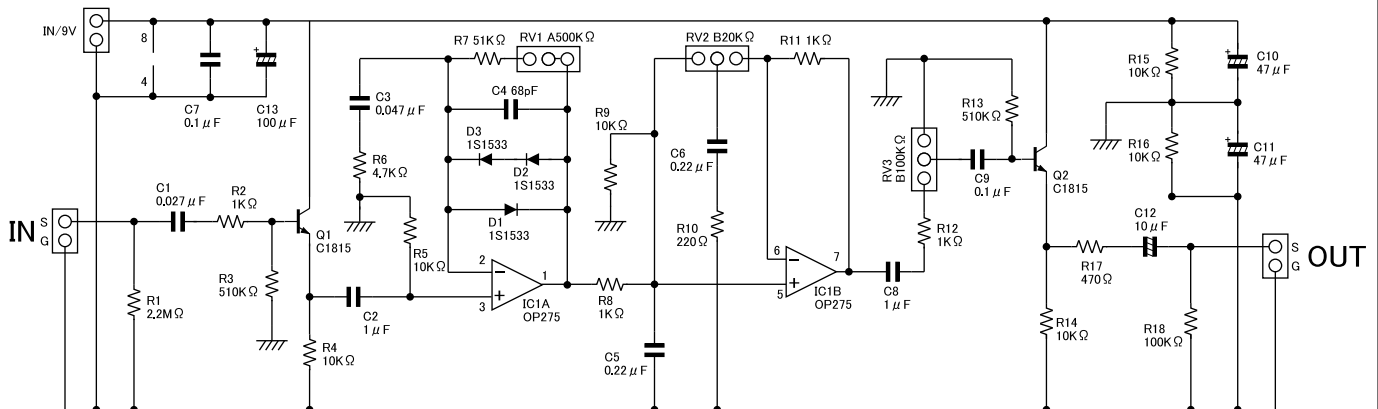 IN/9V
8
4
C7
0.1μF
C13
100μF
IN
S
G
C1
0.027μF
R1
2.2MΩ
R2
1KΩ
R3
510KΩ
Q1
C1815
R4
10KΩ
C2
1μF
C3
0.047μF
R6
4.7KΩ
R5
10KΩ
R7 51KΩ
RV1 A500KΩ
C4 68pF
D3
1S1533
D2
1S1533
D1
1S1533
2
3
1
IC1A
OP275
R8
1KΩ
R9
10KΩ
C5
0.22μF
RV2 B20KΩ
C6
0.22μF
R10
220Ω
R11 1KΩ
6
5
7
IC1B
OP275
C8
1μF
R12
1KΩ
RV3
B100KΩ
C9
0.1μF
R13
510KΩ
Q2
C1815
R14
10KΩ
R17
470Ω
C12
10μF
R18
100KΩ
R15
10KΩ
R16
10KΩ
C10
47μF
C11
47μF
S
G
OUT